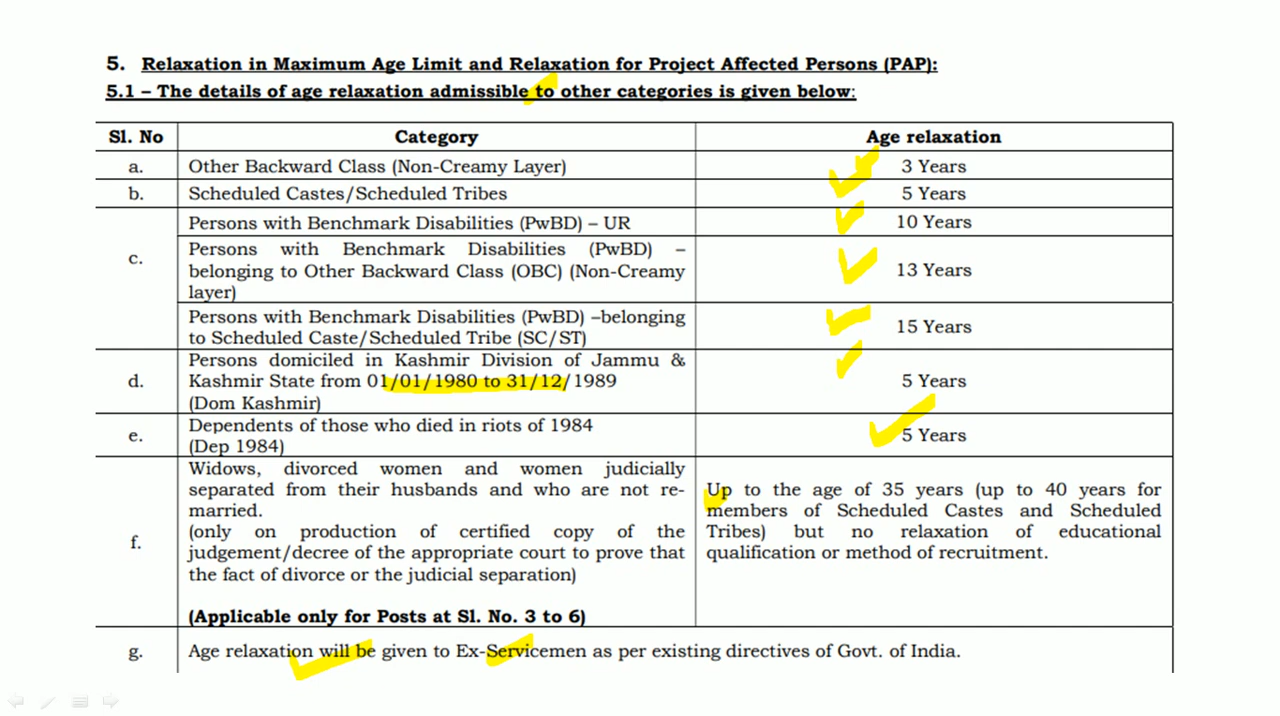 5. Relaxation in Maximum Age Limit and Relaxation for Project Affected Persons (PAP):
5.1 – The details of age relaxation admissible to other categories is given below:
Sl. No Category Age relaxation
a. Other Backward Class (Non-Creamy Layer) 3 Years
b. Scheduled Castes/Scheduled Tribes 5 Years
c.
Persons with Benchmark Disabilities (PwBD) – UR 10 Years
Persons with Benchmark Disabilities (PwBD) –
belonging to Other Backward Class (OBC) (Non-Creamy
layer)
13 Years
Persons with Benchmark Disabilities (PwBD) –belonging
to Scheduled Caste/Scheduled Tribe (SC/ST)
15 Years
d.
Persons domiciled in Kashmir Division of Jammu &
Kashmir State from 01/01/1980 to 31/12/1989
(Dom Kashmir)
5 Years
e.
Dependents of those who died in riots of 1984
(Dep 1984)
5 Years
f.
Widows, divorced women and women judicially
separated from their husbands and who are not re-
married.
(only on production of certified copy of the
judgement/decree of the appropriate court to prove that
the fact of divorce or the judicial separation)
(Applicable only for Posts at Sl. No. 3 to 6)
Up to the age of 35 years (up to 40 years for
members of Scheduled Castes and Scheduled
Tribes) but no relaxation of educational
qualification or method of recruitment.
g. Age relaxation will be given to Ex-Servicemen as per existing directives of Govt. of India.